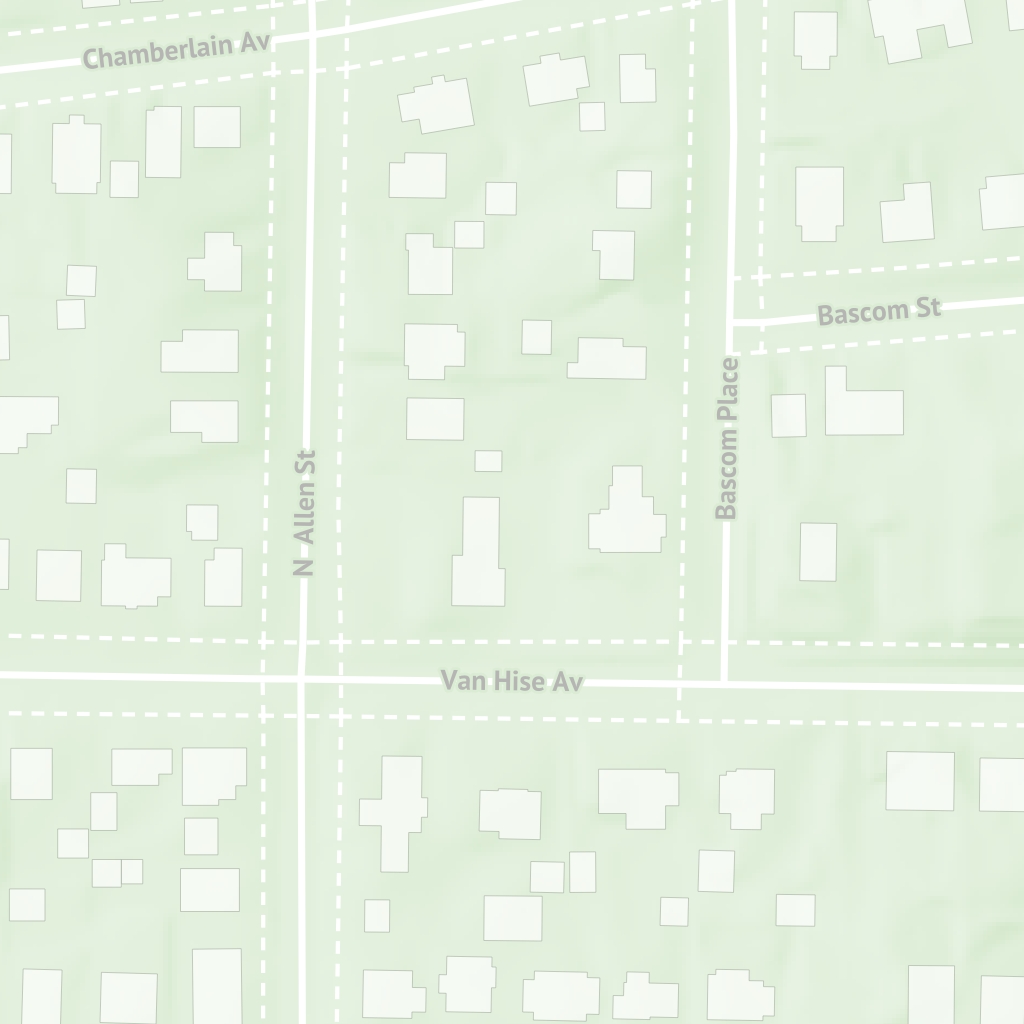 Chamberlain Av
Bascom St
Bascom Place
N Allen St
Van Hise Av